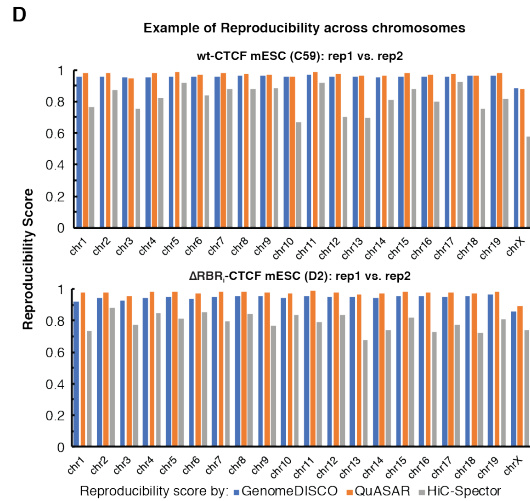 D
Example of Reproducibility across chromosomes
wt-CTCF mESC (C59): rep1 vs. rep2
1
0.8
0.6
0.4
0.2
0
chr1 chr2 chr3 chr4 chr5 chr6 chr7 chr8 chr9 chr10 chr11 chr12 chr13 chr14 chr15 chr16 chr17 chr18 chr19 chrX
Reproducibility Score
ΔRBRi-CTCF mESC (D2): rep1 vs. rep2
1
0.8
0.6
0.4
0.2
0
chr1 chr2 chr3 chr4 chr5 chr6 chr7 chr8 chr9 chr10 chr11 chr12 chr13 chr14 chr15 chr16 chr17 chr18 chr19 chrX
Reproducibility score by: GenomeDISCO QuASAR HiC-Spector